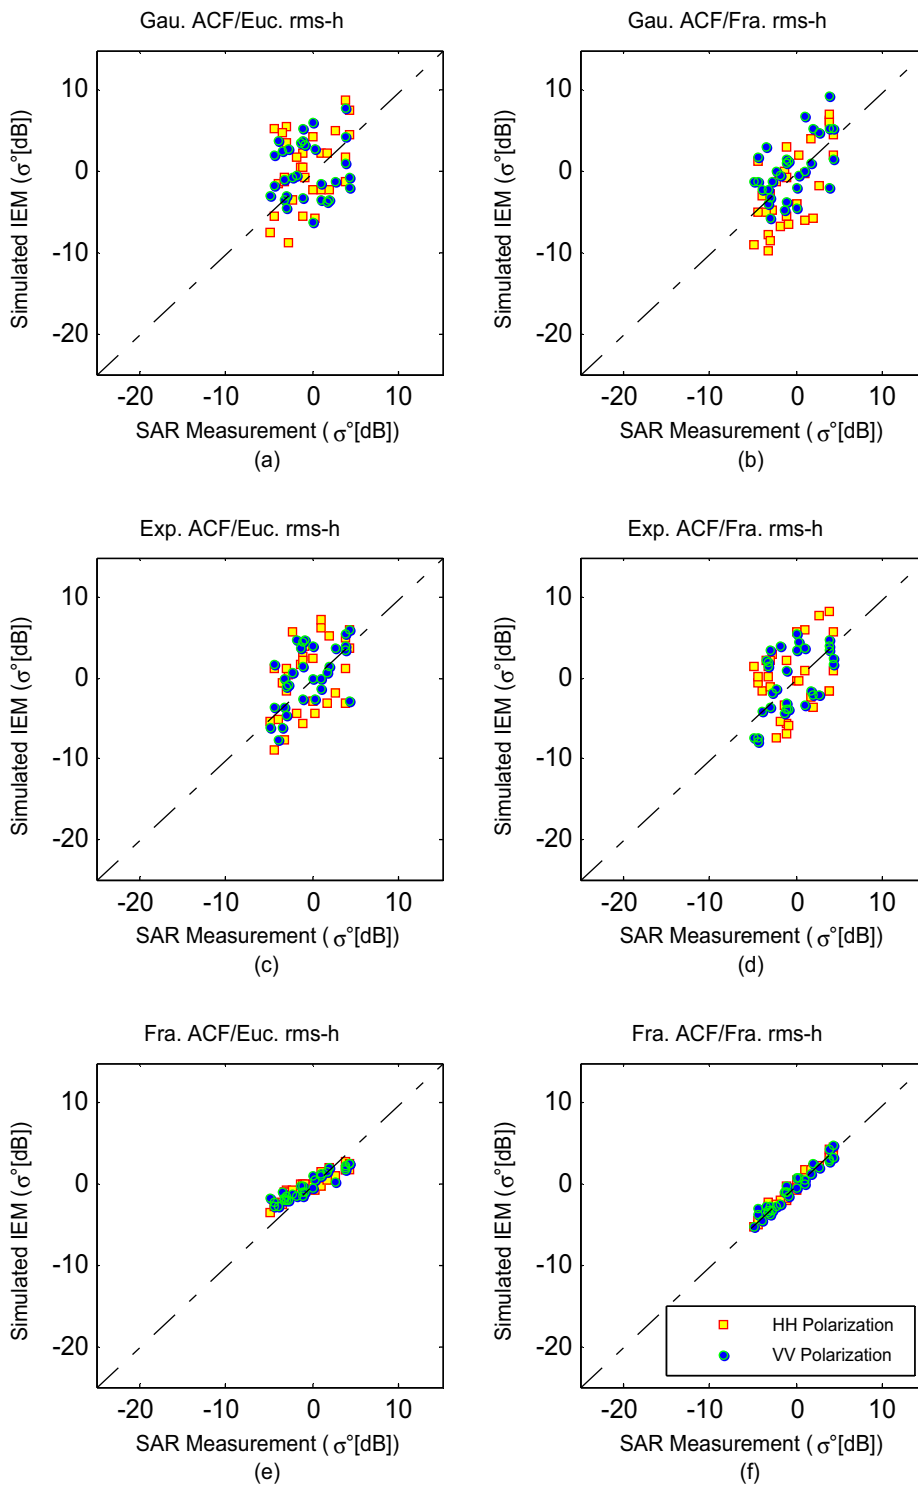 Gau. ACF/Euc. rms-h
Gau. ACF/Fra. rms-h
10
0
-10
-20
Simulated IEM (σ°[dB])
-20 -10 0 10
SAR Measurement ( σ°[dB])
(a)
10
0
-10
-20
Simulated IEM (σ°[dB])
-20 -10 0 10
SAR Measurement ( σ°[dB])
(b)
Exp. ACF/Euc. rms-h
Exp. ACF/Fra. rms-h
10
0
-10
-20
Simulated IEM (σ°[dB])
-20 -10 0 10
SAR Measurement ( σ°[dB])
(c)
10
0
-10
-20
Simulated IEM (σ°[dB])
-20 -10 0 10
SAR Measurement ( σ°[dB])
(d)
Fra. ACF/Euc. rms-h
Fra. ACF/Fra. rms-h
10
0
-10
-20
Simulated IEM (σ°[dB])
-20 -10 0 10
SAR Measurement ( σ°[dB])
(e)
10
0
-10
-20
Simulated IEM (σ°[dB])
HH Polarization
VV Polarization
-20 -10 0 10
SAR Measurement ( σ°[dB])
(f)